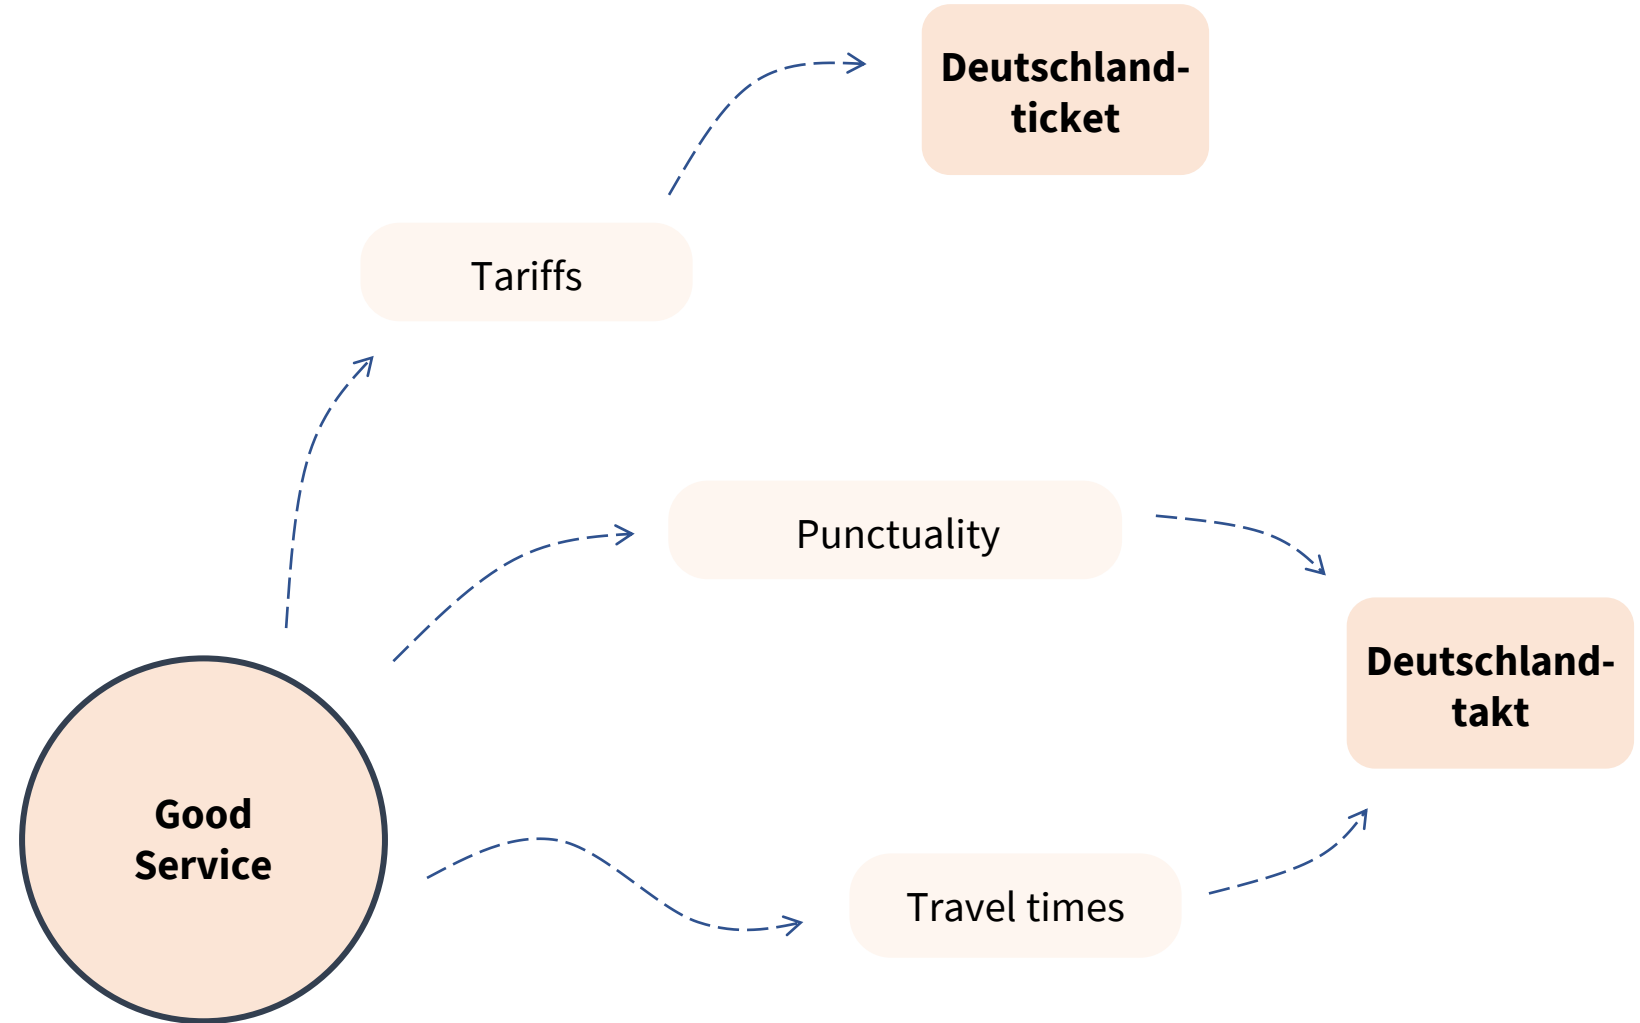 Deutschland-
ticket
Tariffs
Punctuality
Deutschland-
takt
Good
Service
Travel times